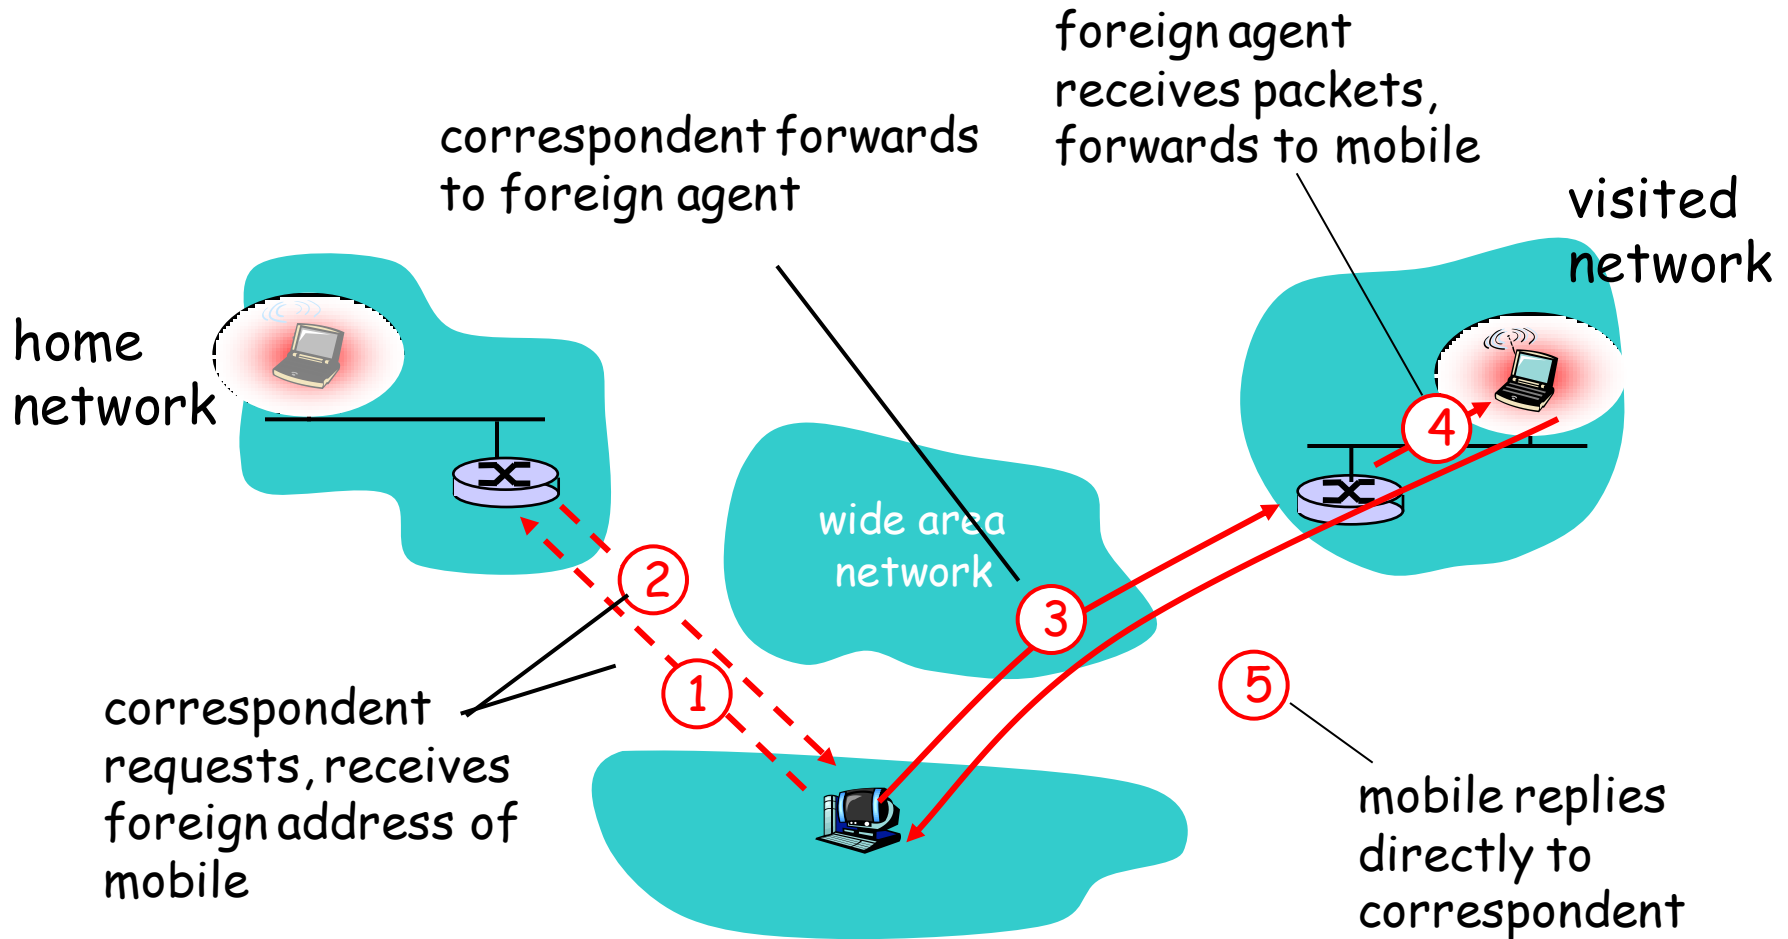 foreign agent
receives packets,
forwards to mobile
correspondent forwards
to foreign agent
visited
network
home
network
4
wide area
network
2
3
1
5
correspondent
requests, receives
foreign address of
mobile
mobile replies
directly to
correspondent